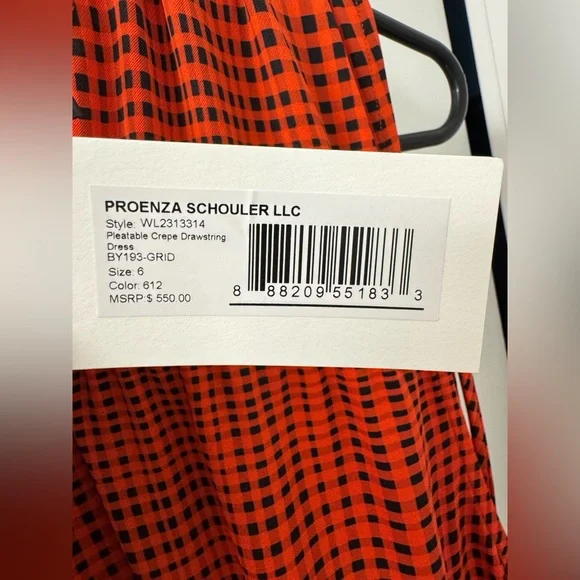 PROENZA SCHOULER LLC
Style: WL2313314
Pleatable Crepe Drawstring
Dress
BY193-GRID
Size: 6
Color: 612
MSRP:$ 550.00
8 88209 55183 3